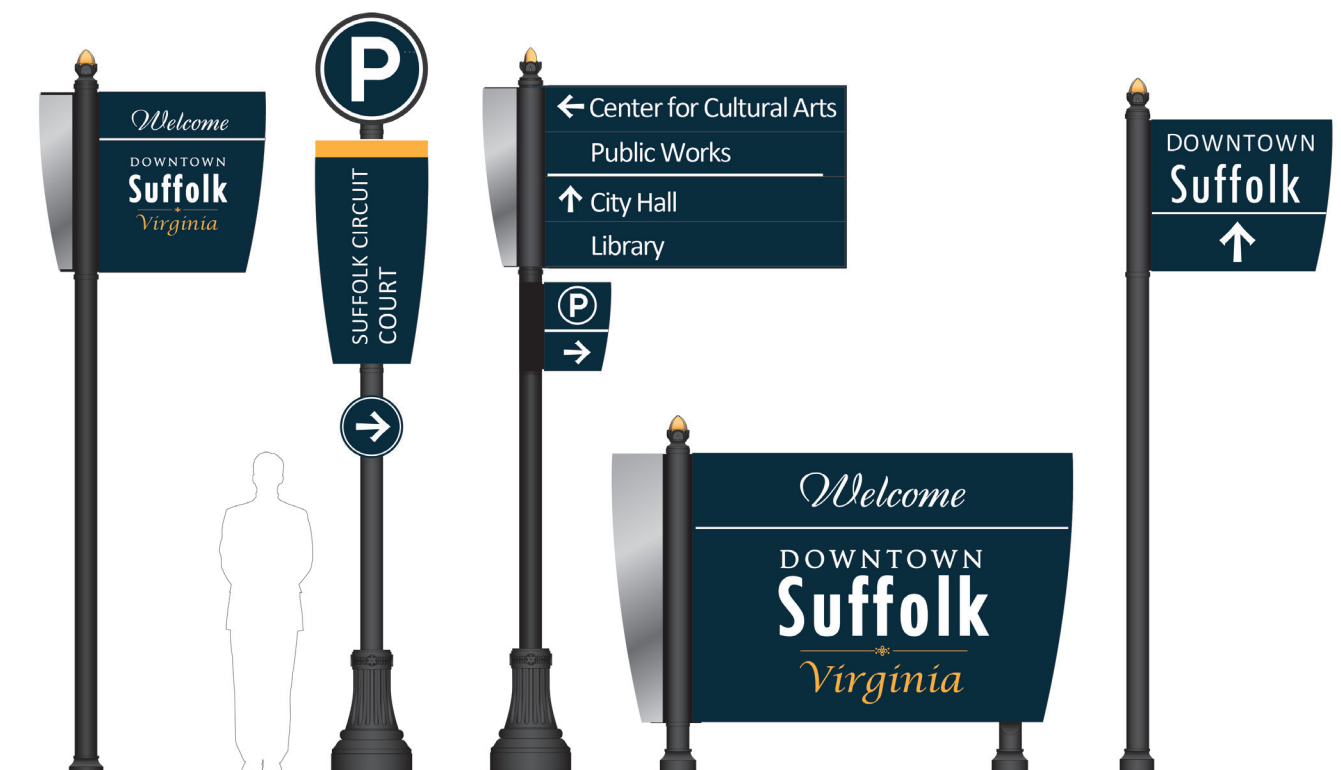 Welcome
DOWNTOWN
Suffolk
Virginia
P
SUFFOLK CIRCUIT
COURT
→
← Center for Cultural Arts
Public Works
↑ City Hall
Library
P
→
Welcome
DOWNTOWN
Suffolk
Virginia
DOWNTOWN
Suffolk
↑